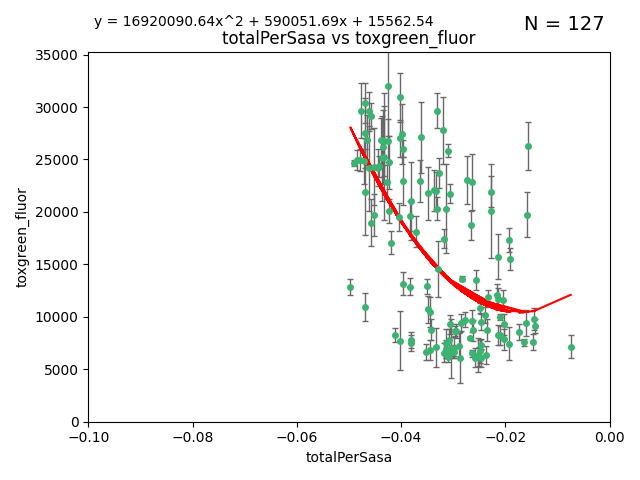 y = 16920090.64x^2 + 590051.69x + 15562.54
N = 127
totalPerSasa vs toxgreen_fluor
35000
30000
25000
20000
15000
10000
5000
0
toxgreen_fluor
−0.10
−0.08
−0.06
−0.04
−0.02
0.00
totalPerSasa